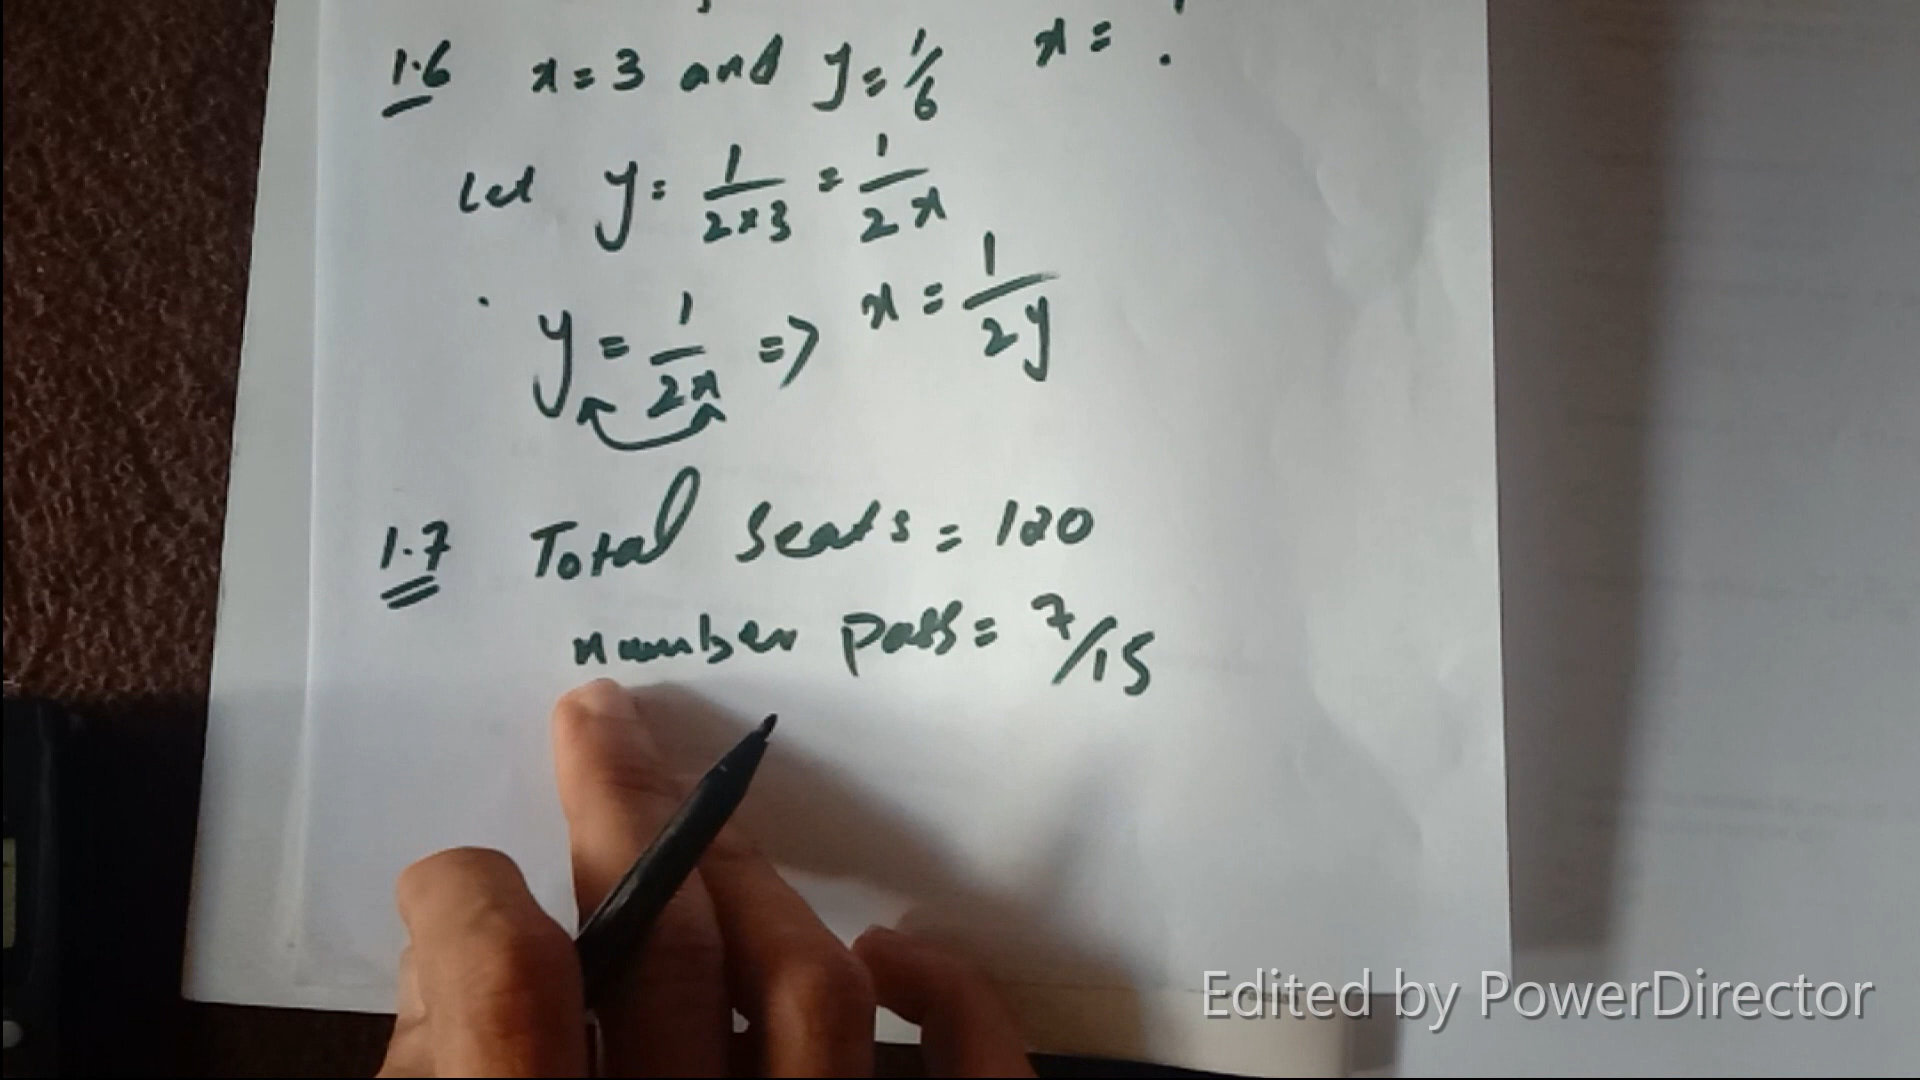 1.6 x = 3 and y = 1/6 x = ?
Let y = 1/(2×3) = 1/(2x)
y = 1/(2x) => x = 1/(2y)
1.7 Total Seats = 120
number pass = 7/15
Edited by PowerDirector